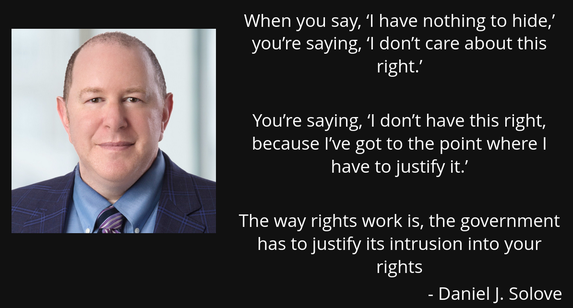 When you say, ‘I have nothing to hide,’
you’re saying, ‘I don’t care about this
right.’
You’re saying, ‘I don’t have this right,
because I’ve got to the point where I
have to justify it.’
The way rights work is, the government
has to justify its intrusion into your
rights
- Daniel J. Solove